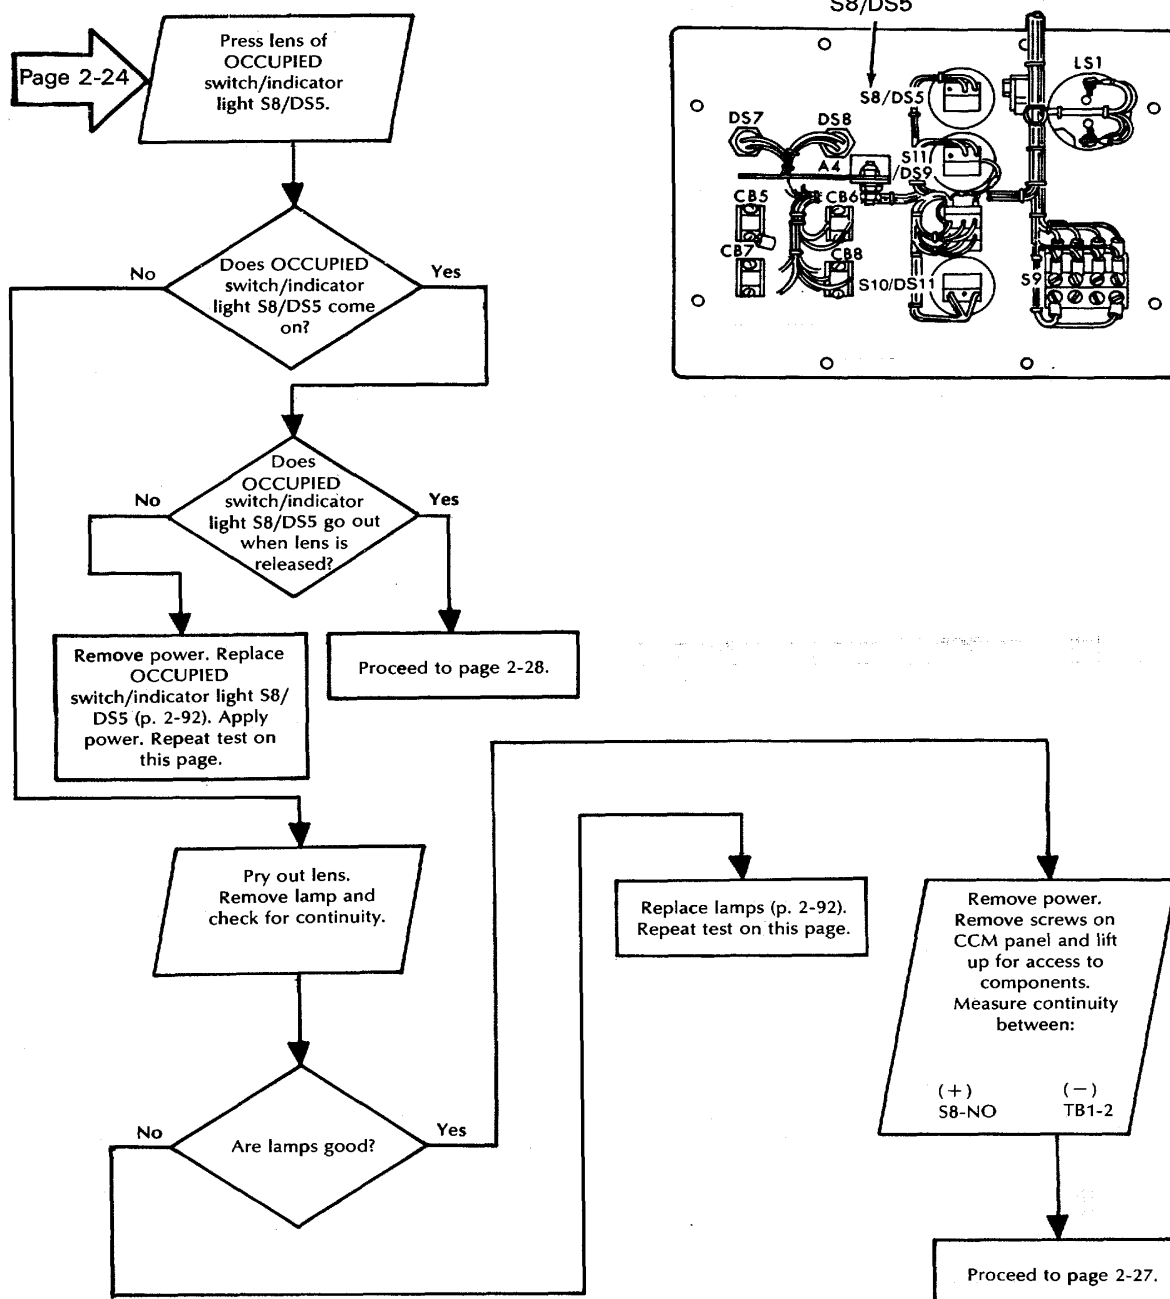 Page 2-24
Press lens of
OCCUPIED
switch/indicator
light S8/DS5.
No
Does OCCUPIED
switch/indicator
light S8/DS5 come
on?
Yes
No
Does
OCCUPIED
switch/indicator
light S8/DS5 go out
when lens is
released?
Yes
Remove power. Replace
OCCUPIED
switch/indicator light S8/
DS5 (p. 2-92). Apply
power. Repeat test on
this page.
Proceed to page 2-28.
Pry out lens.
Remove lamp and
check for continuity.
No
Are lamps good?
Yes
Replace lamps (p. 2-92).
Repeat test on this page.
Remove power.
Remove screws on
CCM panel and lift
up for access to
components.
Measure continuity
between:
(+) (−)
S8-NO TB1-2
Proceed to page 2-27.
S8/DS5
S8/DS5
LS1
DS7
DS8
A4
S11
/DS9
CB5
CB6
CB7
CB8
S10/DS11
S9